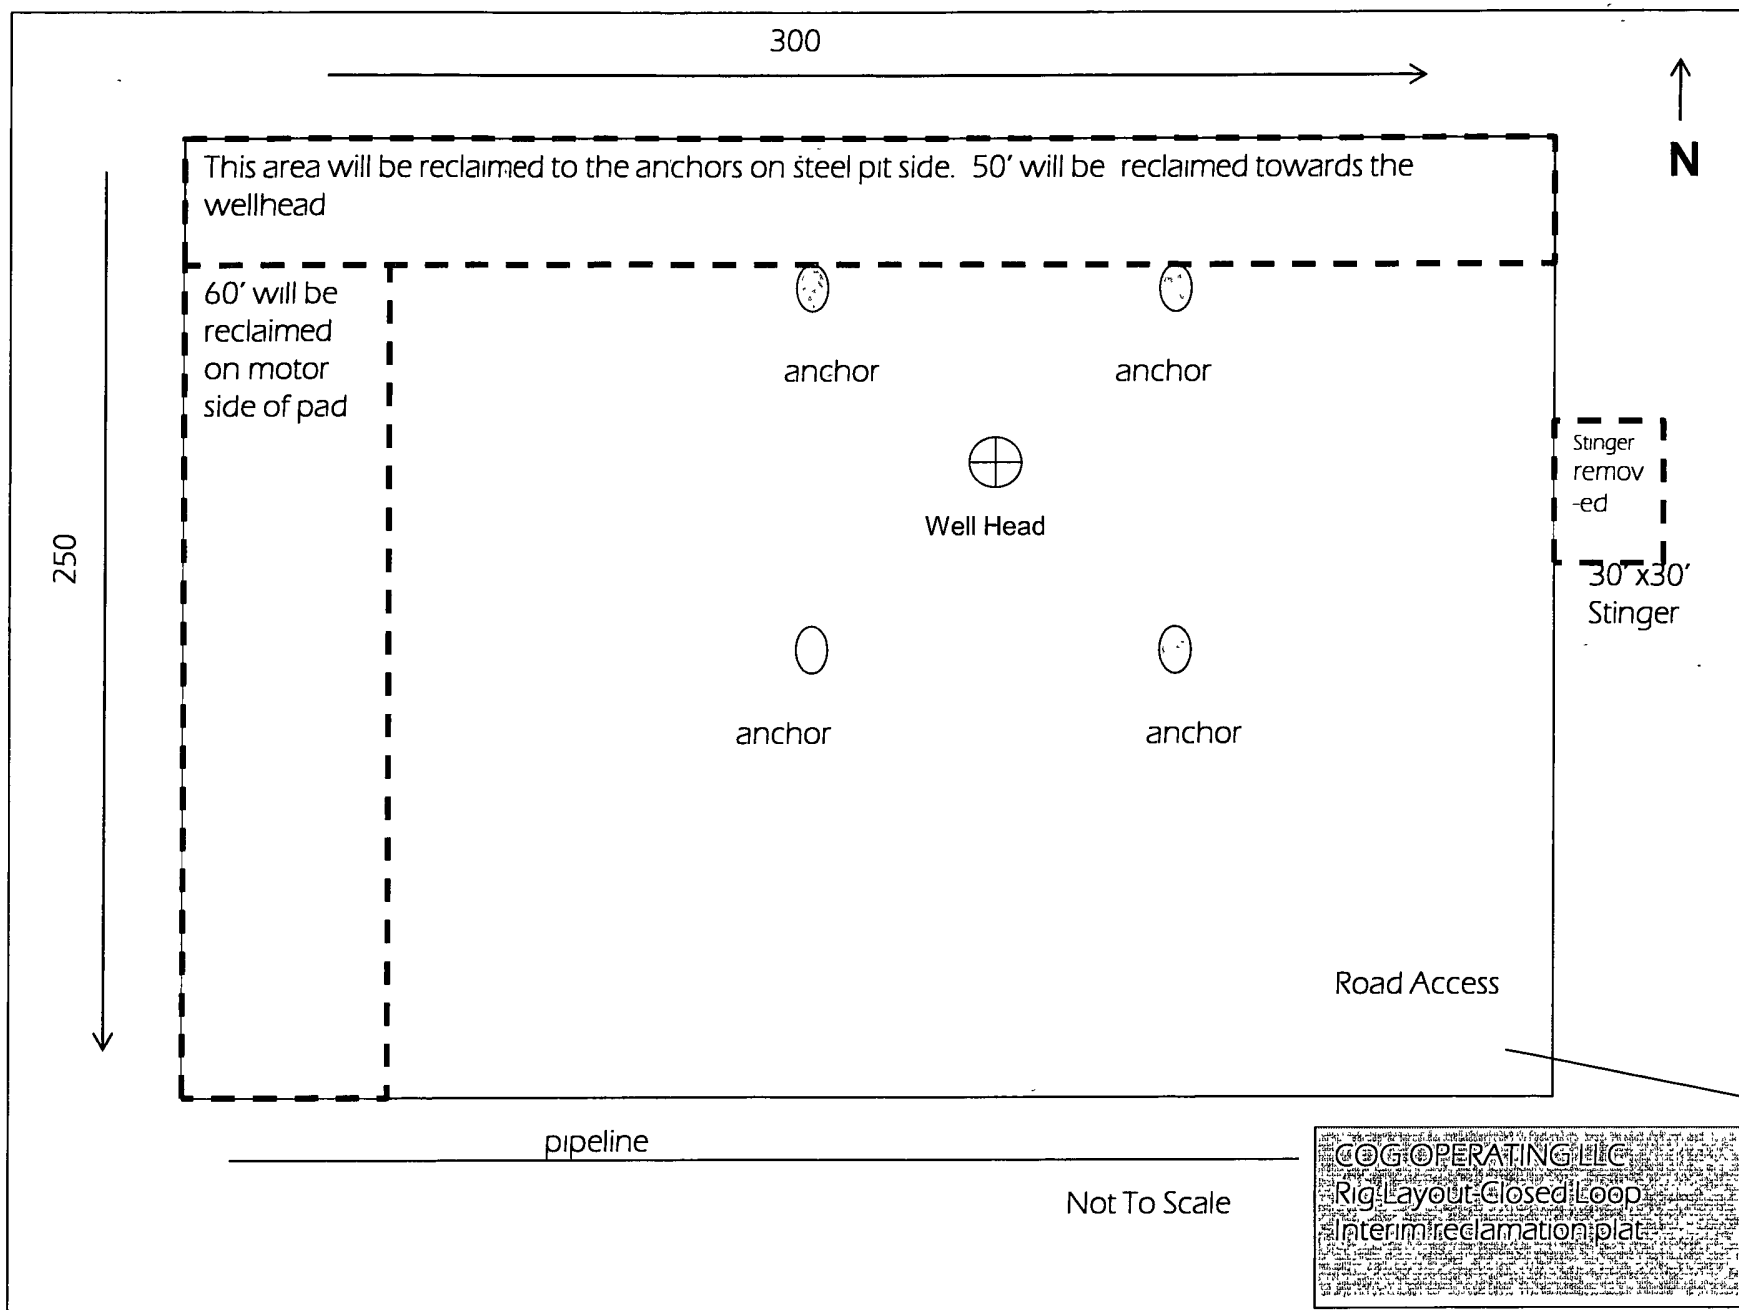 300
N
This area will be reclaimed to the anchors on steel pit side. 50' will be reclaimed towards the
wellhead
60' will be
reclaimed
on motor
side of pad
anchor
anchor
Stinger
remov
-ed
Well Head
250
30' x30'
Stinger
anchor
anchor
Road Access
pipeline
Not To Scale
COG OPERATING LLC
Rig Layout Closed Loop
Interim reclamation plat